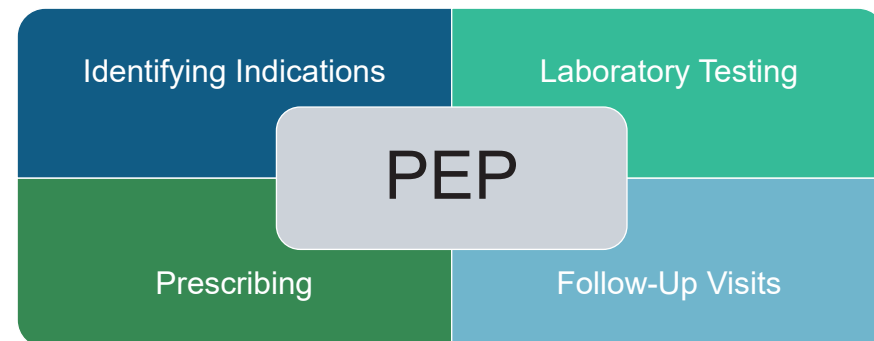 Identifying Indications
Laboratory Testing
PEP
Prescribing
Follow-Up Visits